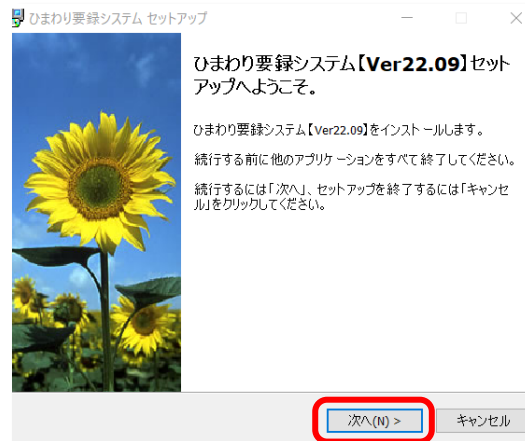 ひまわり要録システム セットアップ
ひまわり要録システム【Ver22.09】セット
アップへようこそ。
ひまわり要録システム【Ver22.09】をインストールします。
続行する前に他のアプリケーションをすべて終了してください。
続行するには「次へ」、セットアップを終了するには「キャンセ
ル」をクリックしてください。
次へ(N) >
キャンセル